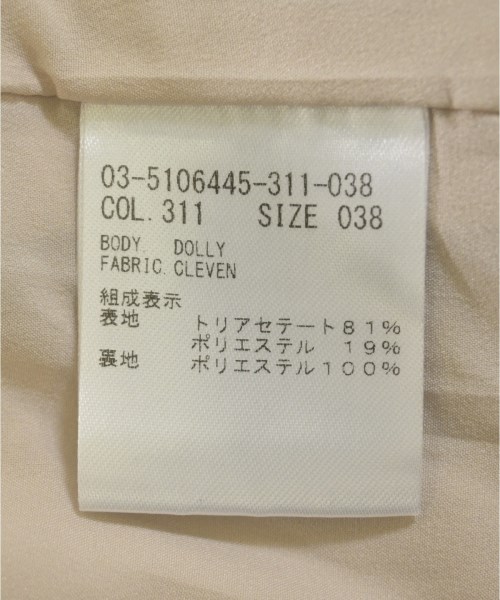 03-5106445-311-038
COL.311 SIZE 038
BODY. DOLLY
FABRIC.CLEVEN
組成表示
表地 トリアセテート81%
ポリエステル 19%
裏地 ポリエステル100%